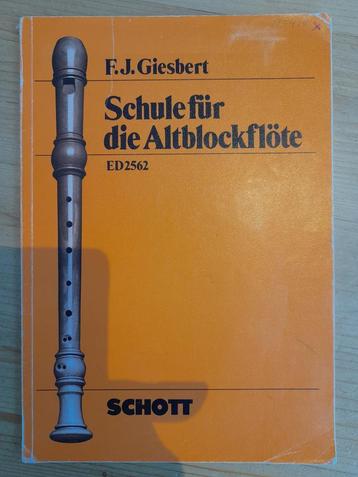 F. J. Giesbert
Schule für
die Altblockflöte
ED 2562
SCHOTT